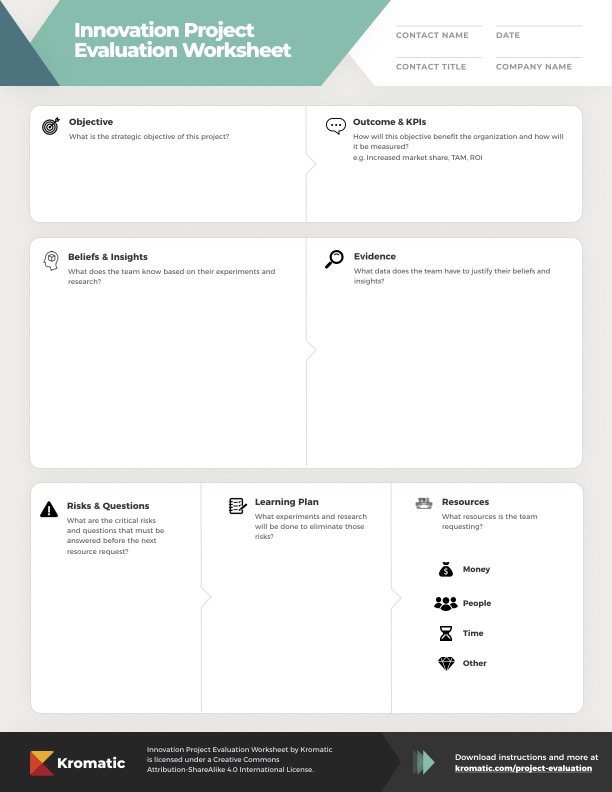 Innovation Project
Evaluation Worksheet
CONTACT NAME
DATE
CONTACT TITLE
COMPANY NAME
Objective
What is the strategic objective of this project?
Outcome & KPIs
How will this objective benefit the organization and how will
it be measured?
e.g. Increased market share, TAM, ROI
Beliefs & Insights
What does the team know based on their experiments and
research?
Evidence
What data does the team have to justify their beliefs and
insights?
Risks & Questions
What are the critical risks
and questions that must be
answered before the next
resource request?
Learning Plan
What experiments and research
will be done to eliminate those
risks?
Resources
What resources is the team
requesting?
Money
People
Time
Other
Kromatic
Innovation Project Evaluation Worksheet by Kromatic
is licensed under a Creative Commons
Attribution-ShareAlike 4.0 International License.
Download instructions and more at
kromatic.com/project-evaluation